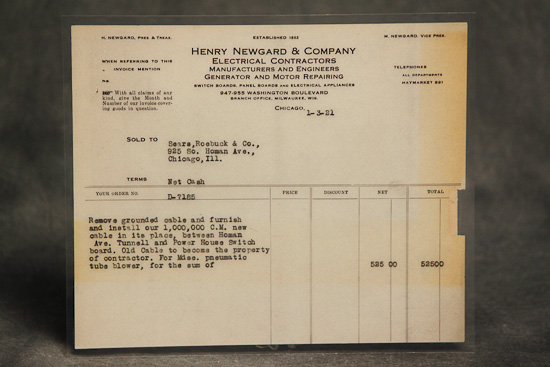 H. NEWGARD, PRES & TREAS.
ESTABLISHED 1882
W. NEWGARD, VICE PRES.
HENRY NEWGARD & COMPANY
ELECTRICAL CONTRACTORS
MANUFACTURERS AND ENGINEERS
GENERATOR AND MOTOR REPAIRING
SWITCH BOARDS, PANEL BOARDS AND ELECTRICAL APPLIANCES
947-955 WASHINGTON BOULEVARD
BRANCH OFFICE, MILWAUKEE, WIS.
WHEN REFERRING TO THIS
INVOICE MENTION
No.
With all claims of any
kind, give the Month and
Number of our invoice cover-
ing goods in question.
TELEPHONES
ALL DEPARTMENTS
HAYMARKET 891
CHICAGO, 1-3-21
SOLD TO
Sears, Roebuck & Co.,
925 So. Homan Ave.,
Chicago, Ill.
TERMS Net Cash
YOUR ORDER NO. D-7185
PRICE DISCOUNT NET TOTAL
Remove grounded cable and furnish
and install our 1,000,000 C.M. new
cable in its place, between Homan
Ave. Tunnell and Power House Switch
board. Old Cable to become the property
of contractor. For Misc. pneumatic
tube blower, for the sum of 525 00 52500